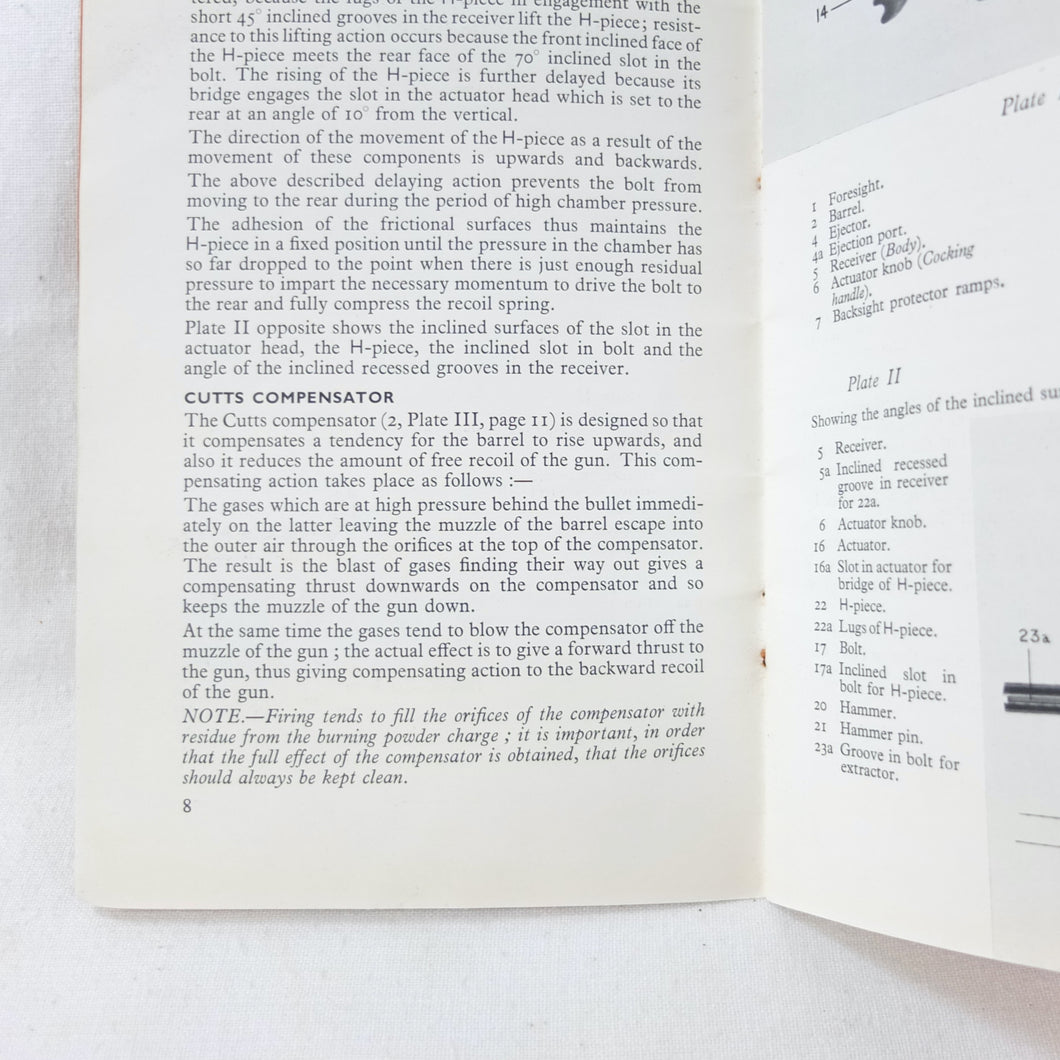 tered, because the lugs of the H-piece in engagement with the
short 45° inclined grooves in the receiver lift the H-piece; resist-
ance to this lifting action occurs because the front inclined face of
the H-piece meets the rear face of the 70° inclined slot in the
bolt. The rising of the H-piece is further delayed because its
bridge engages the slot in the actuator head which is set to the
rear at an angle of 10° from the vertical.
The direction of the movement of the H-piece as a result of the
movement of these components is upwards and backwards.
The above described delaying action prevents the bolt from
moving to the rear during the period of high chamber pressure.
The adhesion of the frictional surfaces thus maintains the
H-piece in a fixed position until the pressure in the chamber has
so far dropped to the point when there is just enough residual
pressure to impart the necessary momentum to drive the bolt to
the rear and fully compress the recoil spring.
Plate II opposite shows the inclined surfaces of the slot in the
actuator head, the H-piece, the inclined slot in bolt and the
angle of the inclined recessed grooves in the receiver.
CUTTS COMPENSATOR
The Cutts compensator (2, Plate III, page 11) is designed so that
it compensates a tendency for the barrel to rise upwards, and
also it reduces the amount of free recoil of the gun. This com-
pensating action takes place as follows :—
The gases which are at high pressure behind the bullet immedi-
ately on the latter leaving the muzzle of the barrel escape into
the outer air through the orifices at the top of the compensator.
The result is the blast of gases finding their way out gives a
compensating thrust downwards on the compensator and so
keeps the muzzle of the gun down.
At the same time the gases tend to blow the compensator off the
muzzle of the gun ; the actual effect is to give a forward thrust to
the gun, thus giving compensating action to the backward recoil
of the gun.
NOTE.—Firing tends to fill the orifices of the compensator with
residue from the burning powder charge ; it is important, in order
that the full effect of the compensator is obtained, that the orifices
should always be kept clean.
8
14
Plate
1 Foresight.
2 Barrel.
4 Ejector.
4a Ejection port.
5 Receiver (Body).
6 Actuator knob (Cocking
handle).
7 Backsight protector ramps.
Plate II
Showing the angles of the inclined su
5 Receiver.
5a Inclined recessed
groove in receiver
for 22a.
6 Actuator knob.
16 Actuator.
16a Slot in actuator for
bridge of H-piece.
22 H-piece.
22a Lugs of H-piece.
17 Bolt.
17a Inclined slot in
bolt for H-piece.
20 Hammer.
21 Hammer pin.
23a Groove in bolt for
extractor.
23a